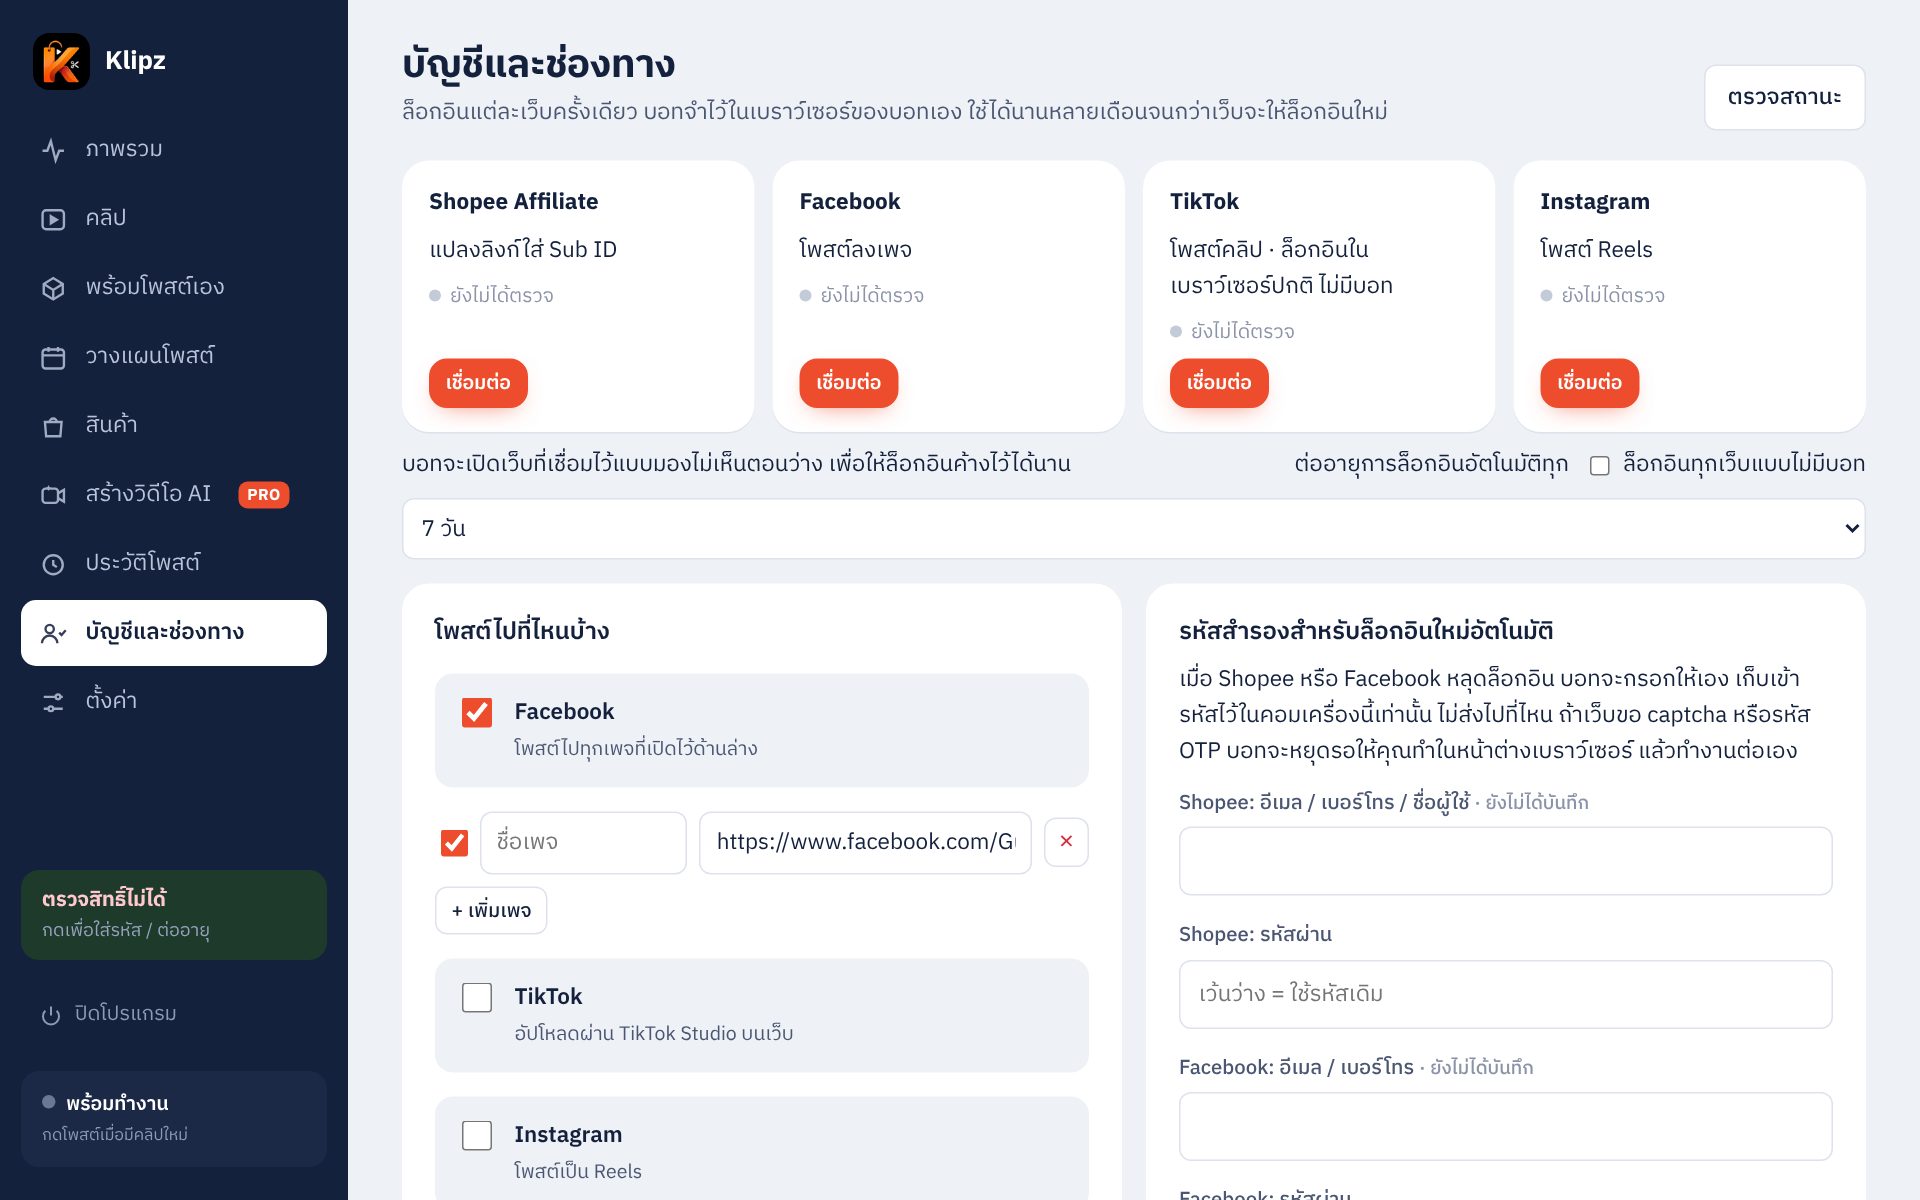 Klipz
ภาพรวม
คลิป
พร้อมโพสต์เอง
วางแผนโพสต์
สินค้า
สร้างวิดีโอ AI PRO
ประวัติโพสต์
บัญชีและช่องทาง
ตั้งค่า
ตรวจสิทธิ์ไม่ได้
กดเพื่อใส่รหัส / ต่ออายุ
ปิดโปรแกรม
พร้อมทำงาน
กดโพสต์เมื่อมีคลิปใหม่
บัญชีและช่องทาง
ล็อกอินแต่ละเว็บครั้งเดียว บอทจำไว้ในเบราว์เซอร์ของบอทเอง ใช้ได้นานหลายเดือนจนกว่าเว็บจะให้ล็อกอินใหม่
ตรวจสถานะ
Shopee Affiliate
แปลงลิงก์ใส่ Sub ID
ยังไม่ได้ตรวจ
เชื่อมต่อ
Facebook
โพสต์ลงเพจ
ยังไม่ได้ตรวจ
เชื่อมต่อ
TikTok
โพสต์คลิป · ล็อกอินใน
เบราว์เซอร์ปกติ ไม่มีบอท
ยังไม่ได้ตรวจ
เชื่อมต่อ
Instagram
โพสต์ Reels
ยังไม่ได้ตรวจ
เชื่อมต่อ
บอทจะเปิดเว็บที่เชื่อมไว้แบบมองไม่เห็นตอนว่าง เพื่อให้ล็อกอินค้างไว้ได้นาน
ต่ออายุการล็อกอินอัตโนมัติทุก
ล็อกอินทุกเว็บแบบไม่มีบอท
7 วัน
โพสต์ไปที่ไหนบ้าง
Facebook
โพสต์ไปทุกเพจที่เปิดไว้ด้านล่าง
ชื่อเพจ
https://www.facebook.com/G
×
+ เพิ่มเพจ
TikTok
อัปโหลดผ่าน TikTok Studio บนเว็บ
Instagram
โพสต์เป็น Reels
รหัสสำรองสำหรับล็อกอินใหม่อัตโนมัติ
เมื่อ Shopee หรือ Facebook หลุดล็อกอิน บอทจะกรอกให้เอง เก็บเข้า
รหัสไว้ในคอมเครื่องนี้เท่านั้น ไม่ส่งไปที่ไหน ถ้าเว็บขอ captcha หรือรหัส
OTP บอทจะหยุดรอให้คุณทำในหน้าต่างเบราว์เซอร์ แล้วทำงานต่อเอง
Shopee: อีเมล / เบอร์โทร / ชื่อผู้ใช้ · ยังไม่ได้บันทึก
Shopee: รหัสผ่าน
เว้นว่าง = ใช้รหัสเดิม
Facebook: อีเมล / เบอร์โทร · ยังไม่ได้บันทึก
Facebook: รหัสผ่าน